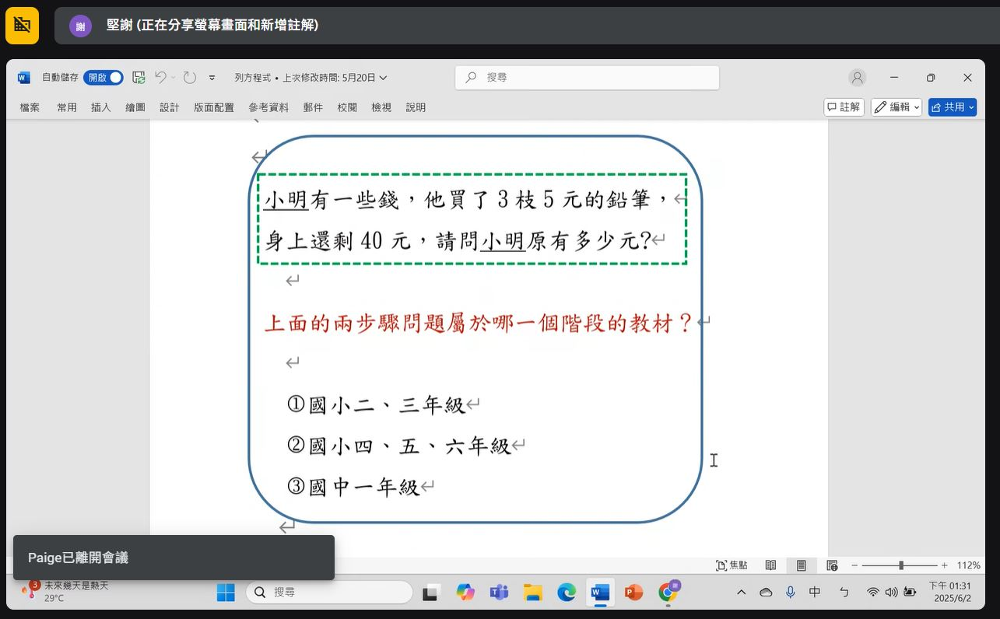 謝 堅謝 (正在分享螢幕畫面和新增註解)
自動儲存 開啟 列方程式 • 上次修改時間: 5月20日 搜尋
檔案 常用 插入 繪圖 設計 版面配置 參考資料 郵件 校閱 檢視 說明 註解 編輯 共用
小明有一些錢，他買了 3 枝 5 元的鉛筆，
身上還剩 40 元，請問小明原有多少元?
上面的兩步驟問題屬於哪一個階段的教材？
①國小二、三年級
②國小四、五、六年級
③國中一年級
Paige已離開會議
焦點 112%
3 未來幾天是熱天
29°C
搜尋
中 ㄣ
下午 01:31
2025/6/2